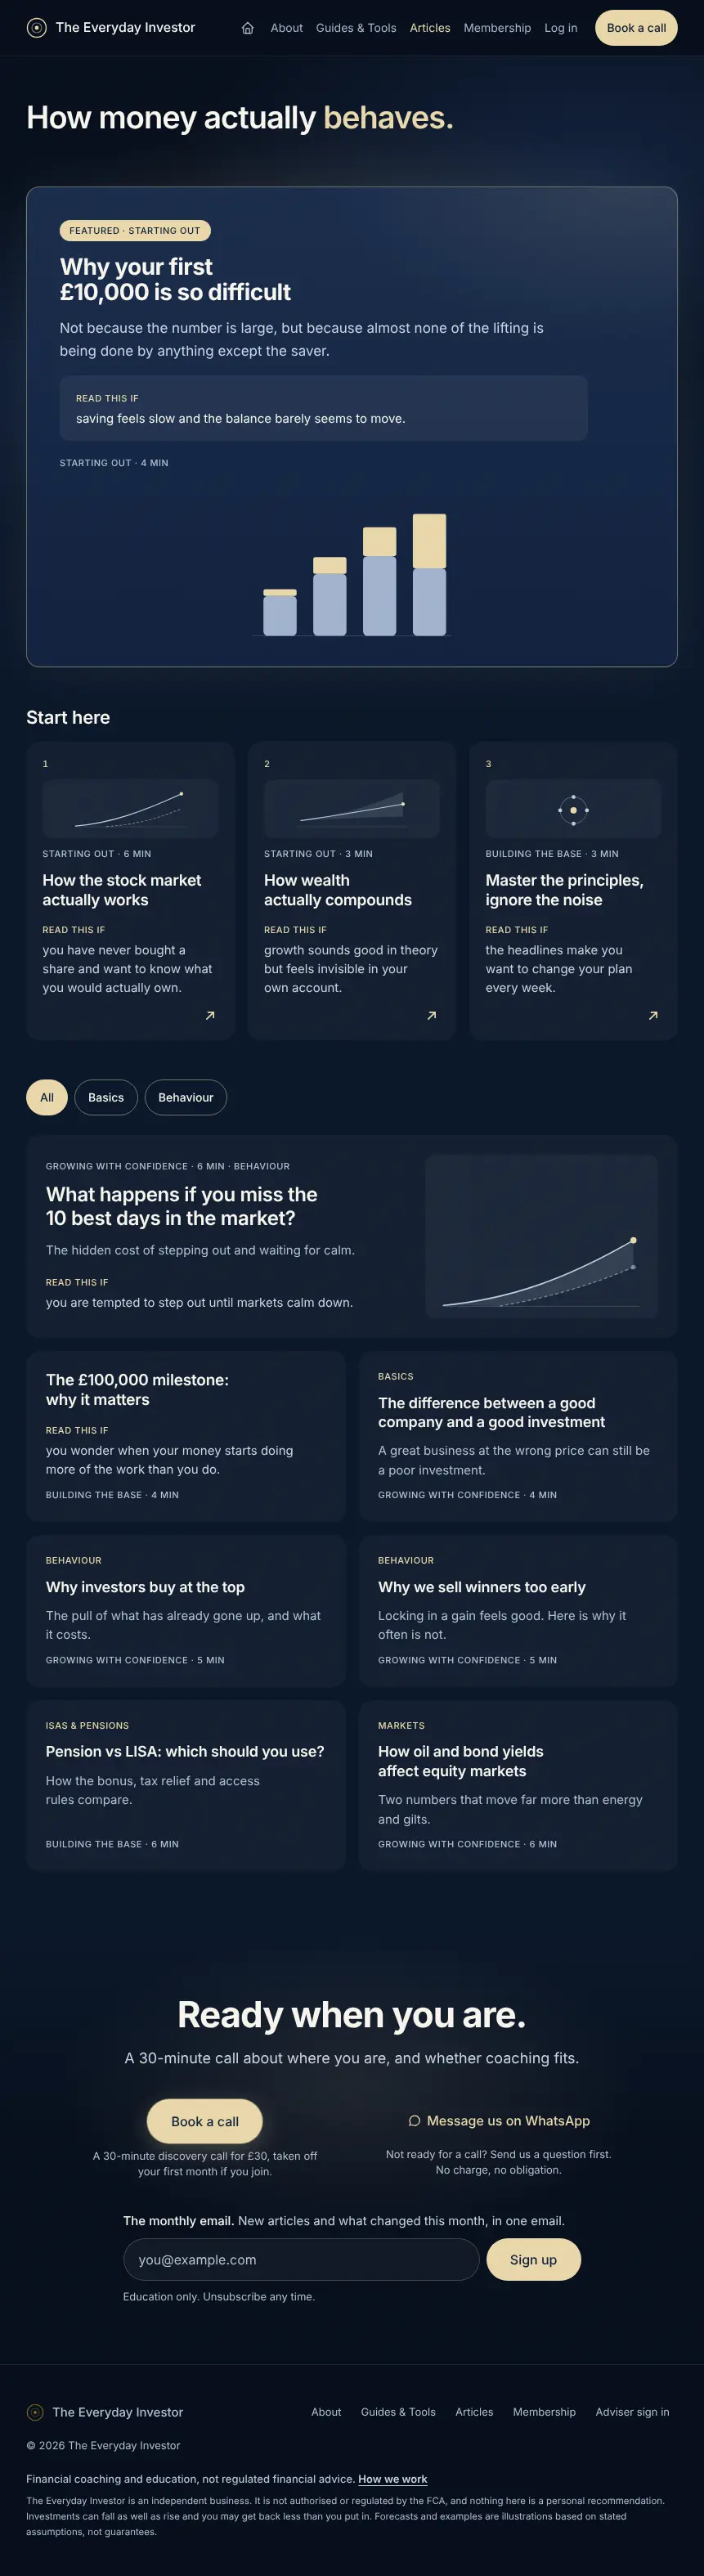 The Everyday Investor
About
Guides & Tools
Articles
Membership
Log in
Book a call
How money actually behaves.
FEATURED · STARTING OUT
Why your first
£10,000 is so difficult
Not because the number is large, but because almost none of the lifting is
being done by anything except the saver.
READ THIS IF
saving feels slow and the balance barely seems to move.
STARTING OUT · 4 MIN
Start here
1
STARTING OUT · 6 MIN
How the stock market
actually works
READ THIS IF
you have never bought a
share and want to know what
you would actually own.
2
STARTING OUT · 3 MIN
How wealth
actually compounds
READ THIS IF
growth sounds good in theory
but feels invisible in your
own account.
3
BUILDING THE BASE · 3 MIN
Master the principles,
ignore the noise
READ THIS IF
the headlines make you
want to change your plan
every week.
All
Basics
Behaviour
GROWING WITH CONFIDENCE · 6 MIN · BEHAVIOUR
What happens if you miss the
10 best days in the market?
The hidden cost of stepping out and waiting for calm.
READ THIS IF
you are tempted to step out until markets calm down.
The £100,000 milestone:
why it matters
READ THIS IF
you wonder when your money starts doing
more of the work than you do.
BUILDING THE BASE · 4 MIN
BASICS
The difference between a good
company and a good investment
A great business at the wrong price can still be
a poor investment.
GROWING WITH CONFIDENCE · 4 MIN
BEHAVIOUR
Why investors buy at the top
The pull of what has already gone up, and what
it costs.
GROWING WITH CONFIDENCE · 5 MIN
BEHAVIOUR
Why we sell winners too early
Locking in a gain feels good. Here is why it
often is not.
GROWING WITH CONFIDENCE · 5 MIN
ISAS & PENSIONS
Pension vs LISA: which should you use?
How the bonus, tax relief and access
rules compare.
BUILDING THE BASE · 6 MIN
MARKETS
How oil and bond yields
affect equity markets
Two numbers that move far more than energy
and gilts.
GROWING WITH CONFIDENCE · 6 MIN
Ready when you are.
A 30-minute call about where you are, and whether coaching fits.
Book a call
A 30-minute discovery call for £30, taken off
your first month if you join.
Message us on WhatsApp
Not ready for a call? Send us a question first.
No charge, no obligation.
The monthly email. New articles and what changed this month, in one email.
you@example.com
Sign up
Education only. Unsubscribe any time.
The Everyday Investor
About
Guides & Tools
Articles
Membership
Adviser sign in
© 2026 The Everyday Investor
Financial coaching and education, not regulated financial advice. How we work
The Everyday Investor is an independent business. It is not authorised or regulated by the FCA, and nothing here is a personal recommendation.
Investments can fall as well as rise and you may get back less than you put in. Forecasts and examples are illustrations based on stated
assumptions, not guarantees.